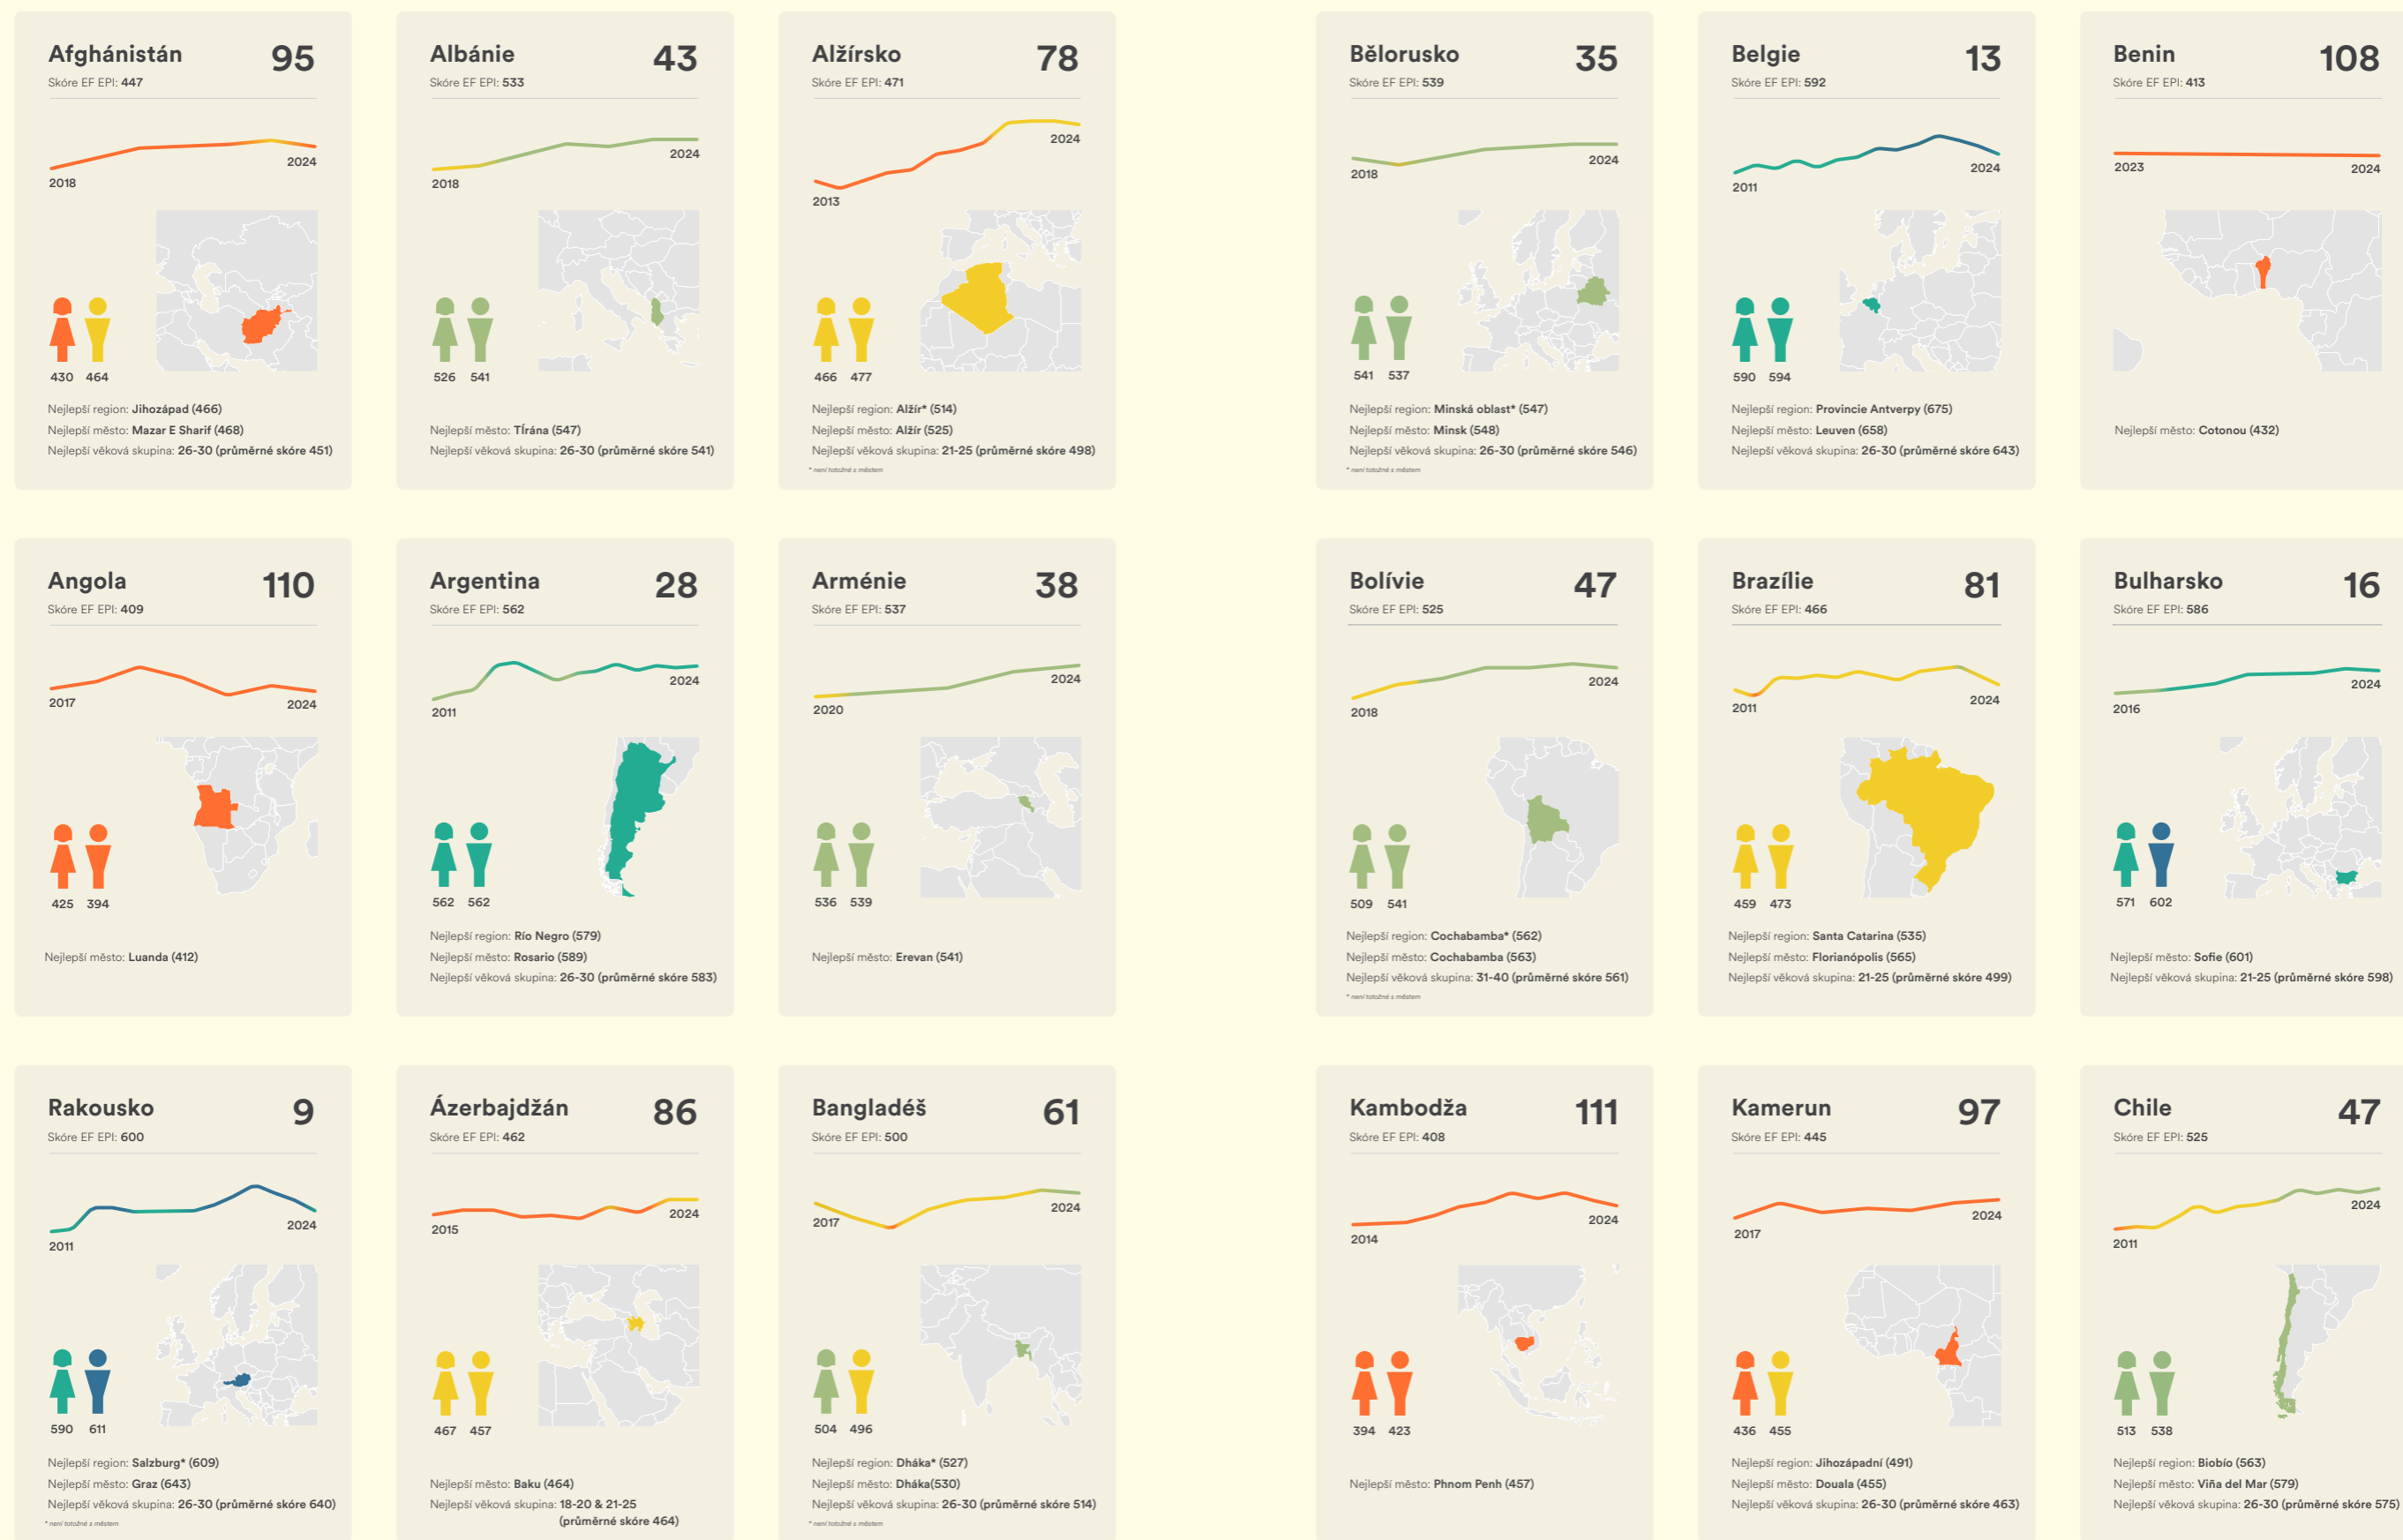 Afghánistán 95
Skóre EF EPI: 447
2018
2024
430 464
Nejlepší region: Jihozápad (466)
Nejlepší město: Mazar E Sharif (468)
Nejlepší věková skupina: 26-30 (průměrné skóre 451)
Albánie 43
Skóre EF EPI: 533
2018
2024
526 541
Nejlepší město: Tírána (547)
Nejlepší věková skupina: 26-30 (průměrné skóre 541)
Alžírsko 78
Skóre EF EPI: 471
2013
2024
466 477
Nejlepší region: Alžír* (514)
Nejlepší město: Alžír (525)
Nejlepší věková skupina: 21-25 (průměrné skóre 498)
* není totožné s městem
Bělorusko 35
Skóre EF EPI: 539
2018
2024
541 537
Nejlepší region: Minská oblast* (547)
Nejlepší město: Minsk (548)
Nejlepší věková skupina: 26-30 (průměrné skóre 546)
* není totožné s městem
Belgie 13
Skóre EF EPI: 592
2011
2024
590 594
Nejlepší region: Provincie Antverpy (675)
Nejlepší město: Leuven (658)
Nejlepší věková skupina: 26-30 (průměrné skóre 643)
Benin 108
Skóre EF EPI: 413
2023
2024
Nejlepší město: Cotonou (432)
Angola 110
Skóre EF EPI: 409
2017
2024
425 394
Nejlepší město: Luanda (412)
Argentina 28
Skóre EF EPI: 562
2011
2024
562 562
Nejlepší region: Río Negro (579)
Nejlepší město: Rosario (589)
Nejlepší věková skupina: 26-30 (průměrné skóre 583)
Arménie 38
Skóre EF EPI: 537
2020
2024
536 539
Nejlepší město: Erevan (541)
Bolívie 47
Skóre EF EPI: 525
2018
2024
509 541
Nejlepší region: Cochabamba* (562)
Nejlepší město: Cochabamba (563)
Nejlepší věková skupina: 31-40 (průměrné skóre 561)
* není totožné s městem
Brazílie 81
Skóre EF EPI: 466
2011
2024
459 473
Nejlepší region: Santa Catarina (535)
Nejlepší město: Florianópolis (565)
Nejlepší věková skupina: 21-25 (průměrné skóre 499)
Bulharsko 16
Skóre EF EPI: 586
2016
2024
571 602
Nejlepší město: Sofie (601)
Nejlepší věková skupina: 21-25 (průměrné skóre 598)
Rakousko 9
Skóre EF EPI: 600
2011
2024
590 611
Nejlepší region: Salzburg* (609)
Nejlepší město: Graz (643)
Nejlepší věková skupina: 26-30 (průměrné skóre 640)
* není totožné s městem
Ázerbajdžán 86
Skóre EF EPI: 462
2015
2024
467 457
Nejlepší město: Baku (464)
Nejlepší věková skupina: 18-20 & 21-25
(průměrné skóre 464)
Bangladéš 61
Skóre EF EPI: 500
2017
2024
504 496
Nejlepší region: Dháka* (527)
Nejlepší město: Dháka(530)
Nejlepší věková skupina: 26-30 (průměrné skóre 514)
* není totožné s městem
Kambodža 111
Skóre EF EPI: 408
2014
2024
394 423
Nejlepší město: Phnom Penh (457)
Kamerun 97
Skóre EF EPI: 445
2017
2024
436 455
Nejlepší region: Jihozápadní (491)
Nejlepší město: Douala (455)
Nejlepší věková skupina: 26-30 (průměrné skóre 463)
Chile 47
Skóre EF EPI: 525
2011
2024
513 538
Nejlepší region: Biobío (563)
Nejlepší město: Viña del Mar (579)
Nejlepší věková skupina: 26-30 (průměrné skóre 575)